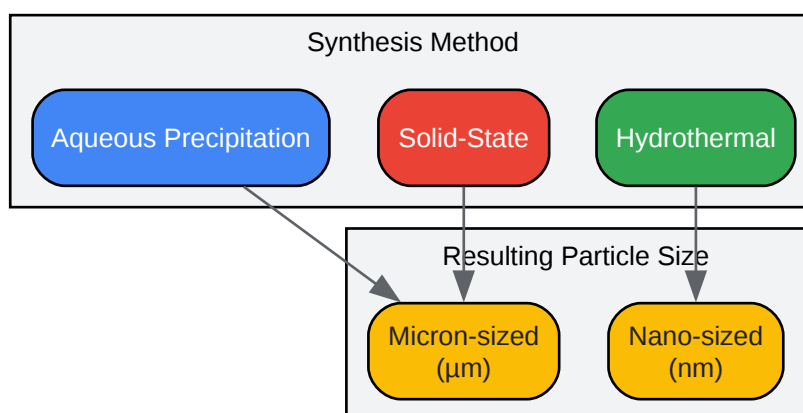 Synthesis Method
Aqueous Precipitation
Solid-State
Hydrothermal
Resulting Particle Size
Micron-sized
(µm)
Nano-sized
(nm)